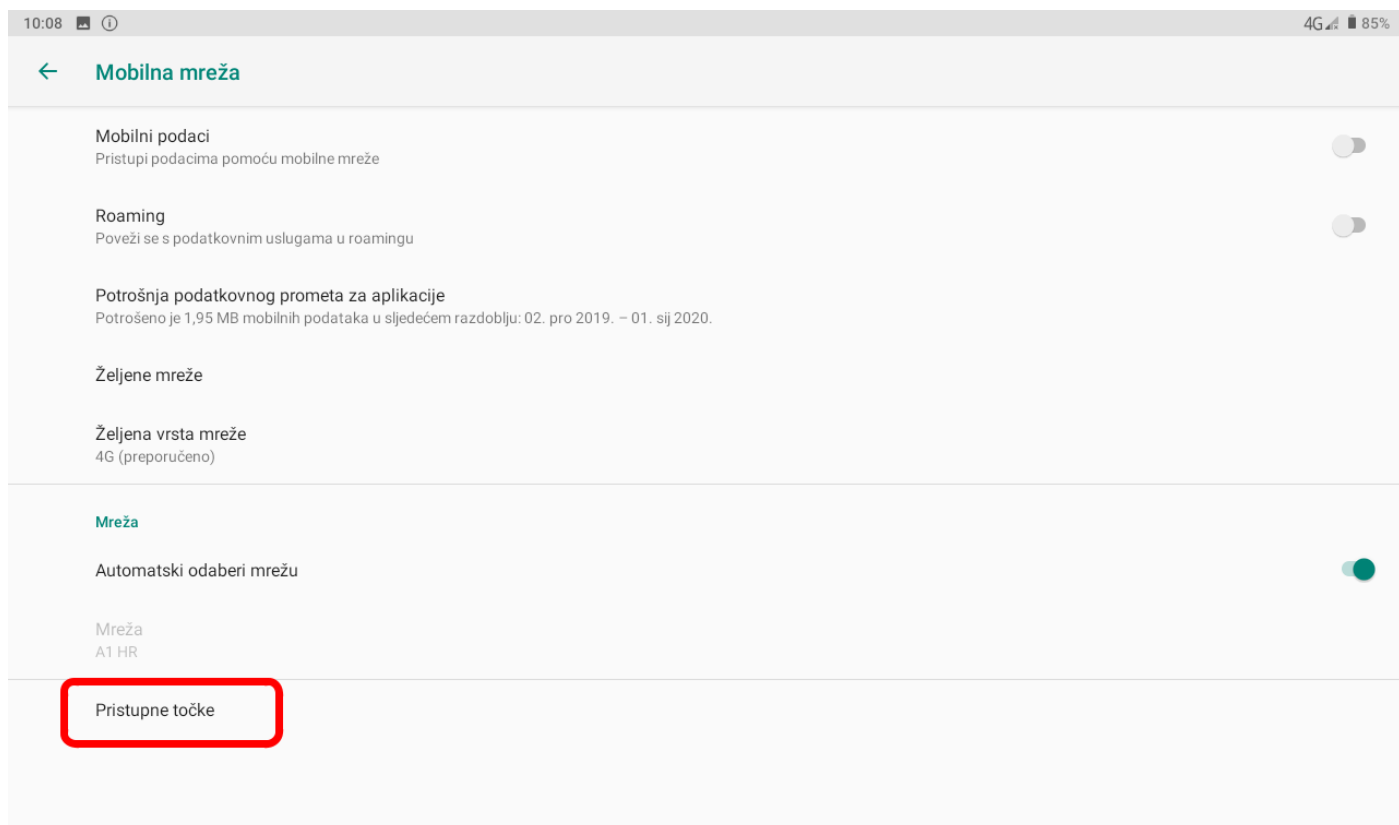 10:08
4G 85%
Mobilna mreža
Mobilni podaci
Pristupi podacima pomoću mobilne mreže
Roaming
Poveži se s podatkovnim uslugama u roamingu
Potrošnja podatkovnog prometa za aplikacije
Potrošeno je 1,95 MB mobilnih podataka u sljedećem razdoblju: 02. pro 2019. – 01. sij 2020.
Željene mreže
Željena vrsta mreže
4G (preporučeno)
Mreža
Automatski odaberi mrežu
Mreža
A1 HR
Pristupne točke